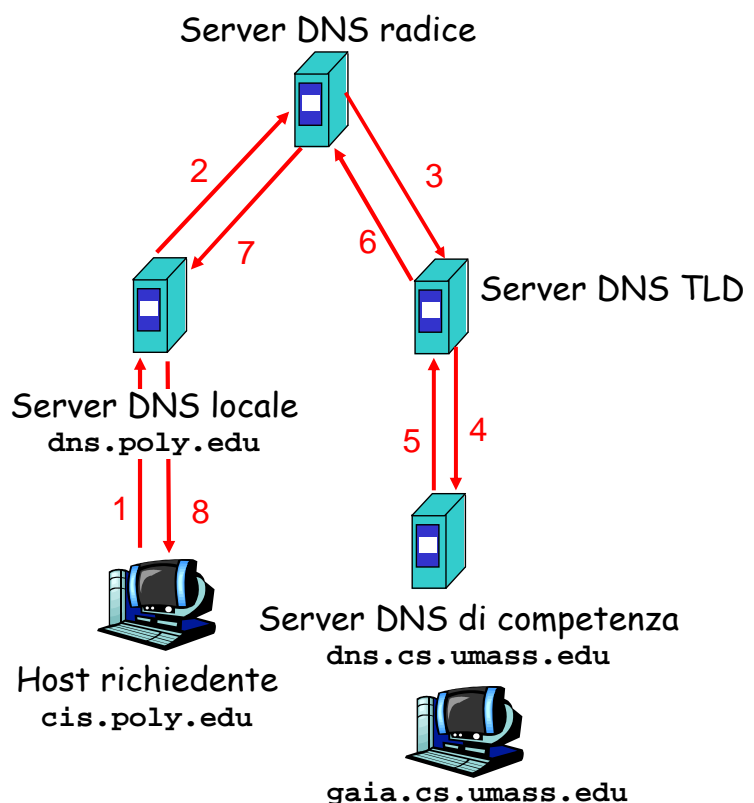 Server DNS radice
2
3
7
6
Server DNS TLD
Server DNS locale
dns.poly.edu
5
4
1
8
Server DNS di competenza
dns.cs.umass.edu
Host richiedente
cis.poly.edu
gaia.cs.umass.edu